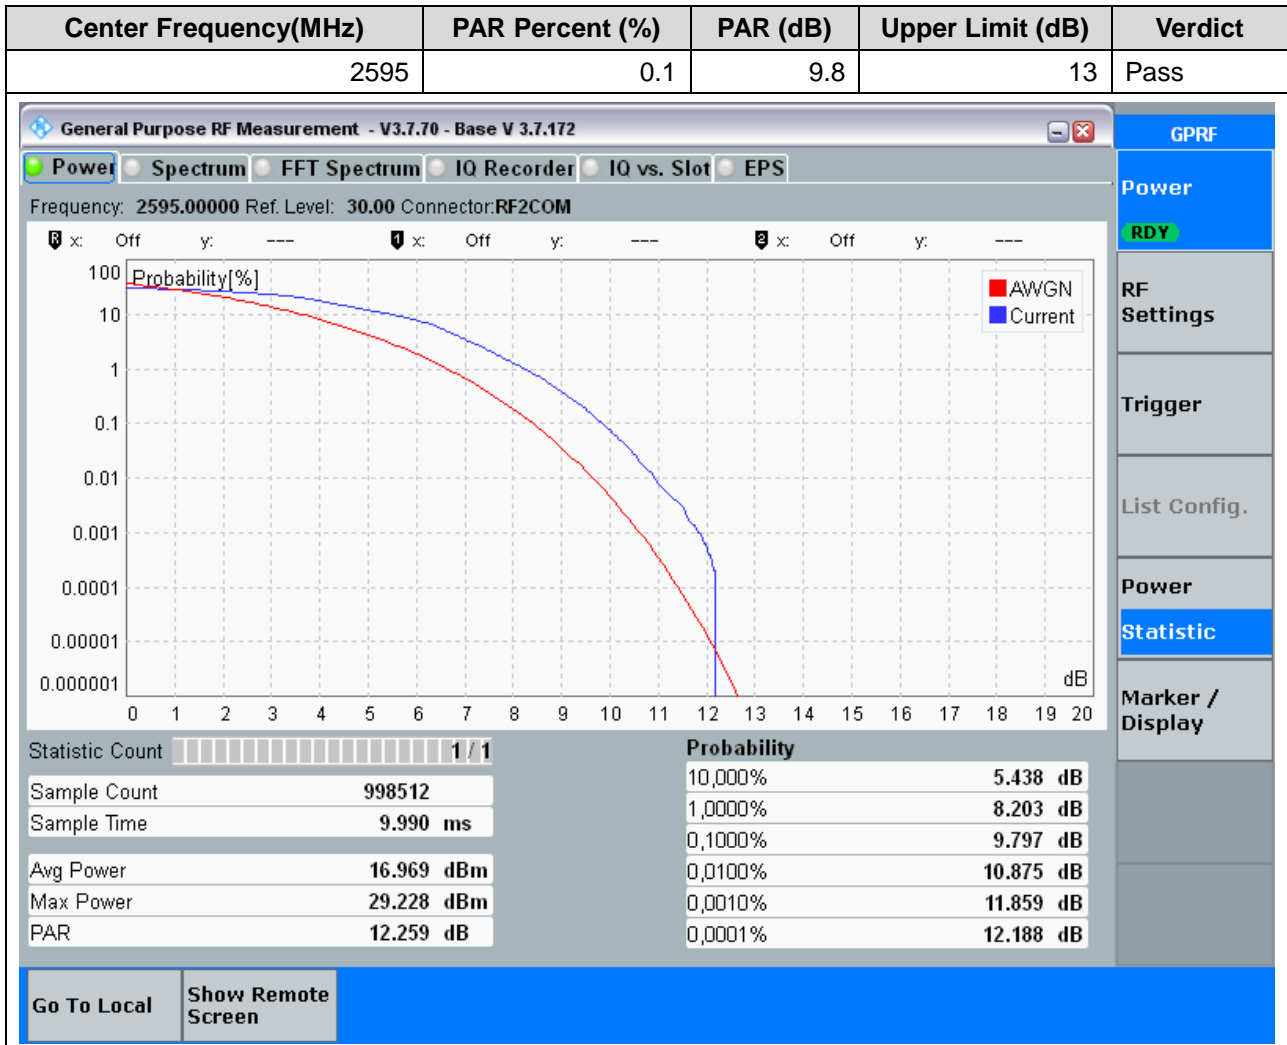 Center Frequency(MHz) PAR Percent (%) PAR (dB) Upper Limit (dB) Verdict
2595 0.1 9.8 13 Pass
General Purpose RF Measurement - V3.7.70 - Base V 3.7.172
GPRF
Power Spectrum FFT Spectrum IQ Recorder IQ vs. Slot EPS
Power
RDY
Frequency: 2595.00000 Ref. Level: 30.00 Connector:RF2COM
R x: Off y: --- 1 x: Off y: --- 2 x: Off y: ---
Probability[%]
AWGN
Current
100
10
1
0.1
0.01
0.001
0.0001
0.00001
0.000001
dB
0 1 2 3 4 5 6 7 8 9 10 11 12 13 14 15 16 17 18 19 20
RF
Settings
Trigger
List Config.
Power
Statistic
Marker /
Display
Statistic Count 1 / 1
Sample Count 998512
Sample Time 9.990 ms
Avg Power 16.969 dBm
Max Power 29.228 dBm
PAR 12.259 dB
Probability
10,000% 5.438 dB
1,0000% 8.203 dB
0,1000% 9.797 dB
0,0100% 10.875 dB
0,0010% 11.859 dB
0,0001% 12.188 dB
Go To Local
Show Remote
Screen